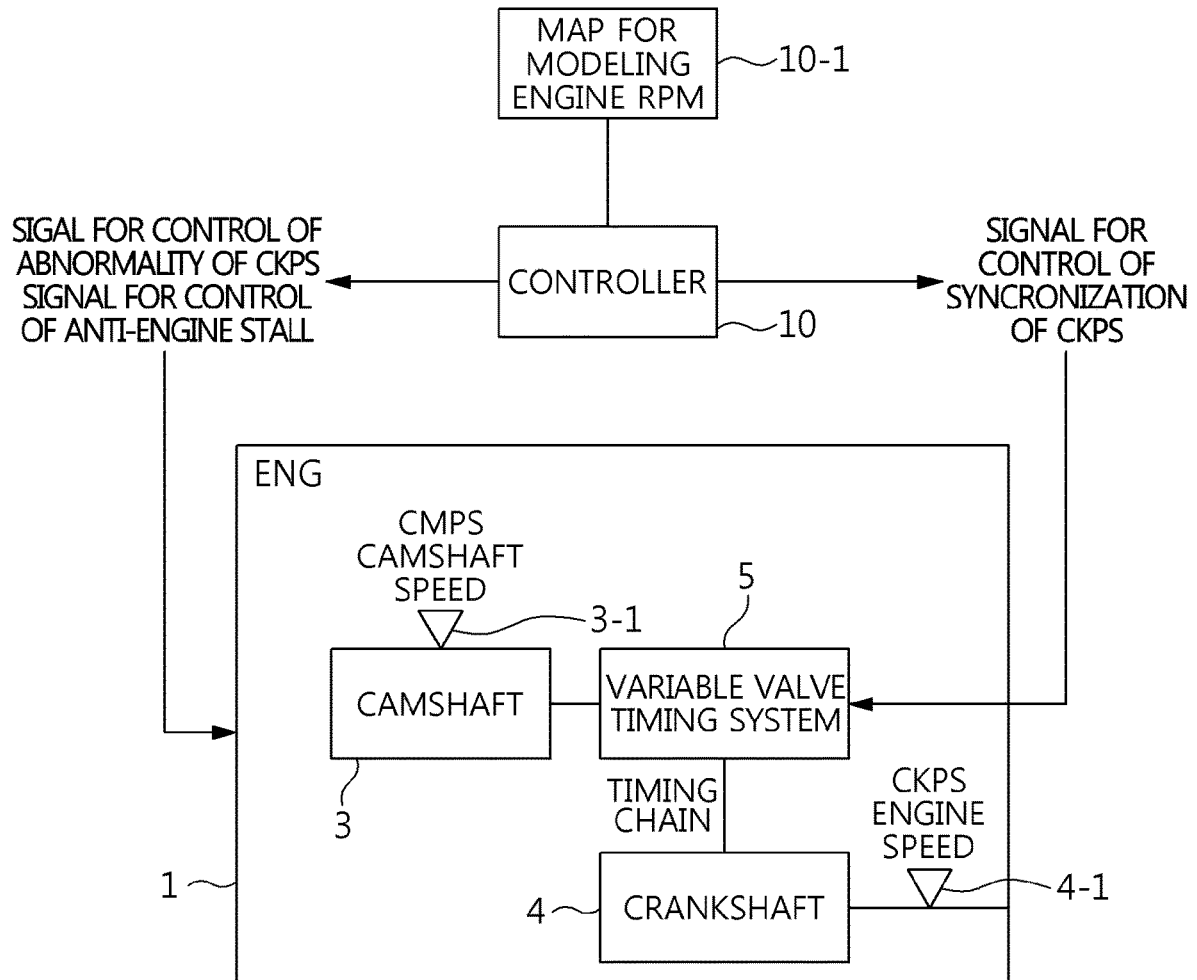 MAP FOR
MODELING
ENGINE RPM
10-1
SIGAL FOR CONTROL OF
ABNORMALITY OF CKPS
SIGNAL FOR CONTROL
OF ANTI-ENGINE STALL
CONTROLLER
10
SIGNAL FOR
CONTROL OF
SYNCRONIZATION
OF CKPS
ENG
CMPS
CAMSHAFT
SPEED
3-1
5
CAMSHAFT
3
VARIABLE VALVE
TIMING SYSTEM
TIMING
CHAIN
CKPS
ENGINE
SPEED
4-1
1
4
CRANKSHAFT